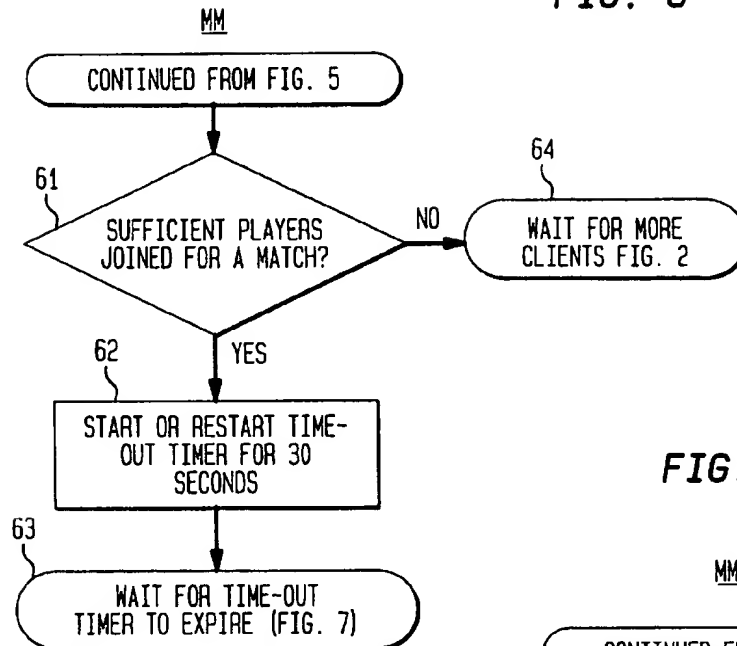 MM
CONTINUED FROM FIG. 5
61
SUFFICIENT PLAYERS
JOINED FOR A MATCH?
NO
64
WAIT FOR MORE
CLIENTS FIG. 2
YES
62
START OR RESTART TIME-
OUT TIMER FOR 30
SECONDS
63
WAIT FOR TIME-OUT
TIMER TO EXPIRE (FIG. 7)
FIG.
MM